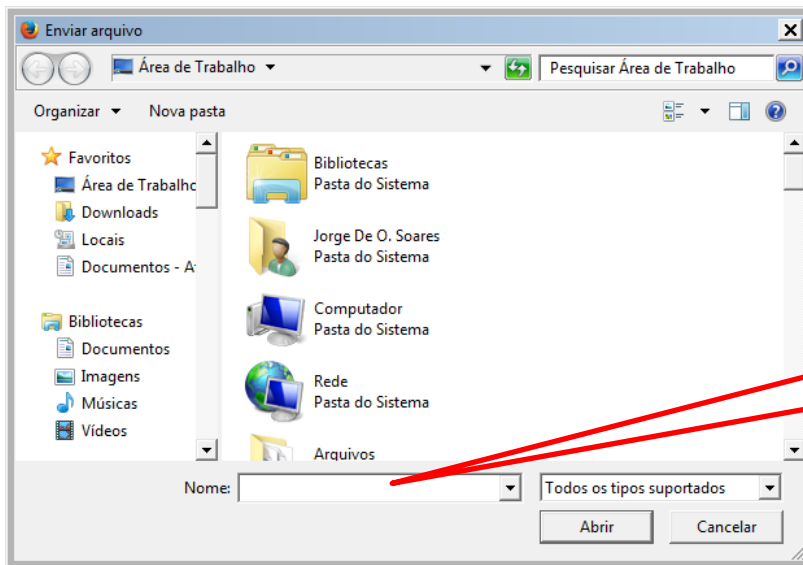 Enviar arquivo
Área de Trabalho
Pesquisar Área de Trabalho
Organizar
Nova pasta
Favoritos
Área de Trabalhc
Downloads
Locais
Documentos - A
Bibliotecas
Documentos
Imagens
Músicas
Vídeos
Bibliotecas
Pasta do Sistema
Jorge De O. Soares
Pasta do Sistema
Computador
Pasta do Sistema
Rede
Pasta do Sistema
Arquivos
Nome:
Todos os tipos suportados
Abrir
Cancelar